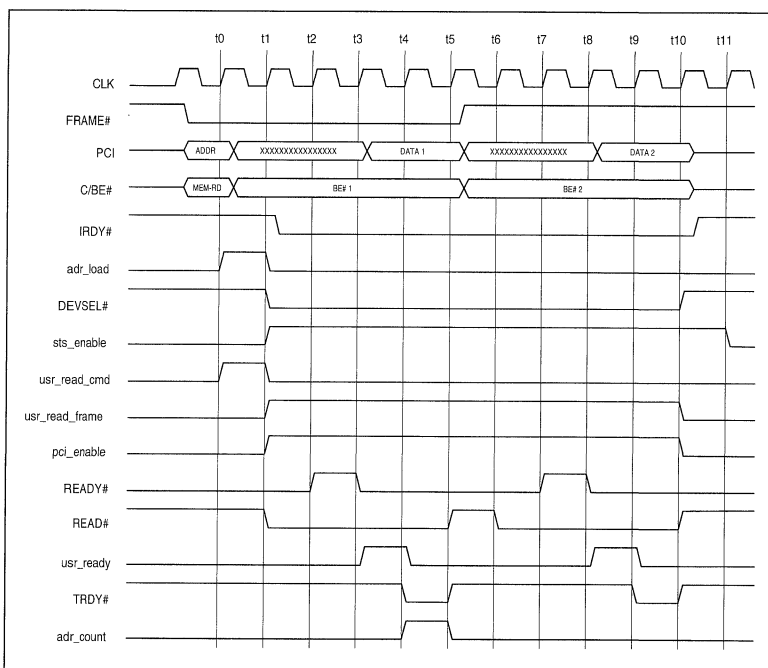 t0 t1 t2 t3 t4 t5 t6 t7 t8 t9 t10 t11
CLK
FRAME#
PCI ADDR XXXXXXXXXXXXXXXX DATA 1 XXXXXXXXXXXXXXXX DATA 2
C/BE# MEM-RD BE# 1 BE# 2
IRDY#
adr_load
DEVSEL#
sts_enable
usr_read_cmd
usr_read_frame
pci_enable
READY#
READ#
usr_ready
TRDY#
adr_count